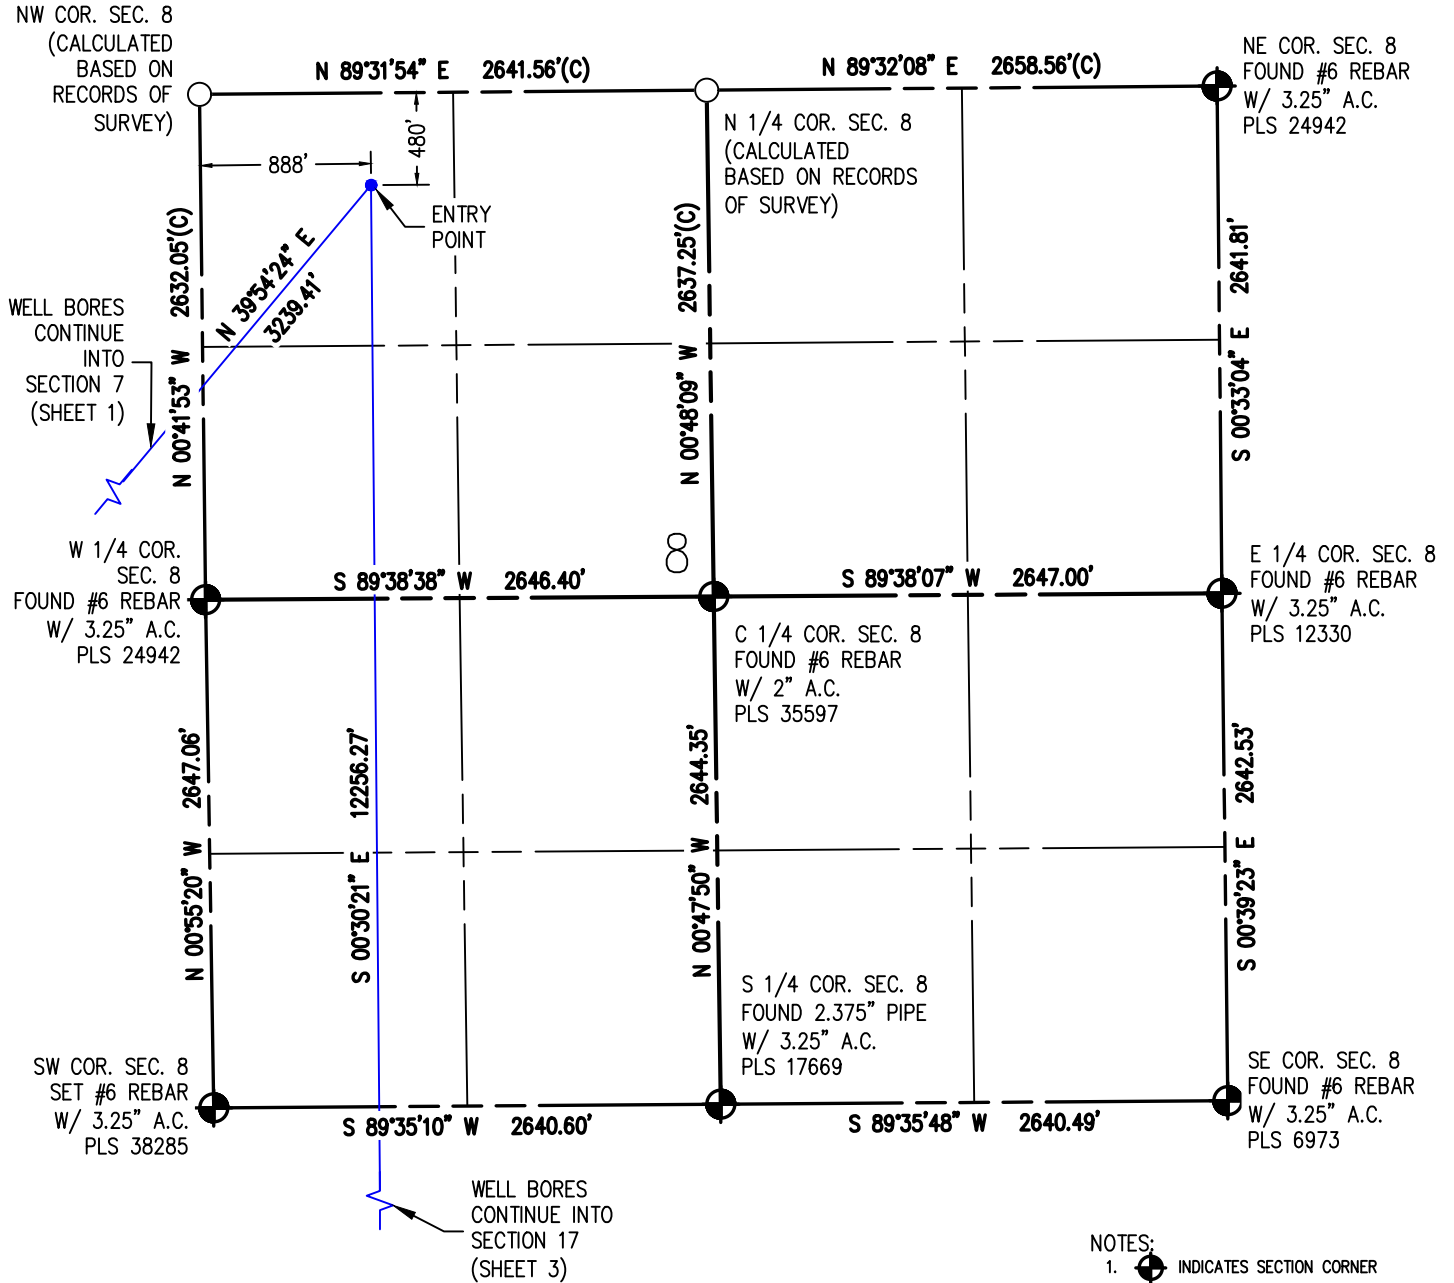 NW COR. SEC. 8
(CALCULATED
BASED ON
RECORDS OF
SURVEY)
N 89°31'54" E 2641.56'(C)
N 89°32'08" E 2658.56'(C)
NE COR. SEC. 8
FOUND #6 REBAR
W/ 3.25" A.C.
PLS 24942
N 1/4 COR. SEC. 8
(CALCULATED
BASED ON RECORDS
OF SURVEY)
888'
480'
ENTRY
POINT
N 39°54'24" E
3239.41'
N 00°41'53" W 2632.05'(C)
N 00°48'09" W 2637.25'(C)
S 00°33'04" E 2641.81'
WELL BORES
CONTINUE
INTO
SECTION 7
(SHEET 1)
8
W 1/4 COR.
SEC. 8
FOUND #6 REBAR
W/ 3.25" A.C.
PLS 24942
S 89°38'38" W 2646.40'
S 89°38'07" W 2647.00'
E 1/4 COR. SEC. 8
FOUND #6 REBAR
W/ 3.25" A.C.
PLS 12330
C 1/4 COR. SEC. 8
FOUND #6 REBAR
W/ 2" A.C.
PLS 35597
N 00°55'20" W 2647.06'
S 00°30'21" E 12256.27'
N 00°47'50" W 2644.35'
S 00°39'23" E 2642.53'
S 1/4 COR. SEC. 8
FOUND 2.375" PIPE
W/ 3.25" A.C.
PLS 17669
SW COR. SEC. 8
SET #6 REBAR
W/ 3.25" A.C.
PLS 38285
S 89°35'10" W 2640.60'
S 89°35'48" W 2640.49'
SE COR. SEC. 8
FOUND #6 REBAR
W/ 3.25" A.C.
PLS 6973
WELL BORES
CONTINUE INTO
SECTION 17
(SHEET 3)
NOTES:
1. INDICATES SECTION CORNER